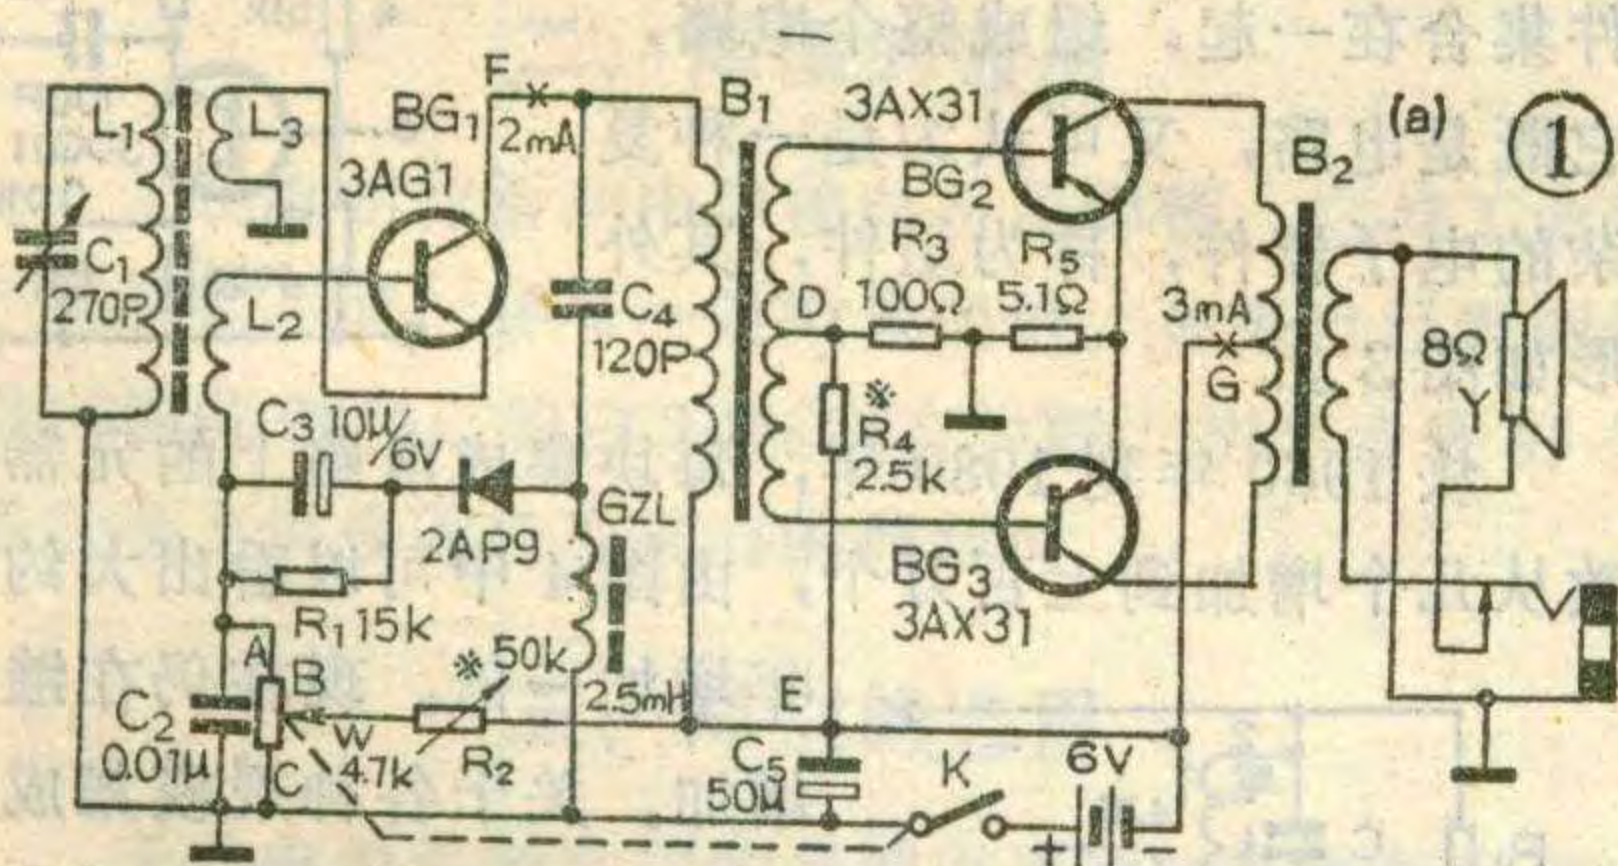 F
BG₁
2mA
3AG1
L₁
L₃
L₂
C₁
270P
C₄
120P
B₁
3AX31
BG₂
(a)
①
B₂
R₃
100Ω
R₅
5.1Ω
D
3mA
G
8Ω
Y
C₃
10μ/6V
2AP9
GZL
2.5mH
※
R₄
2.5k
BG₃
3AX31
R₁ 15k
A
B
C
W
4.7k
※ 50k
R₂
C₂
0.01μ
E
C₅
50μ
K
6V
+
−